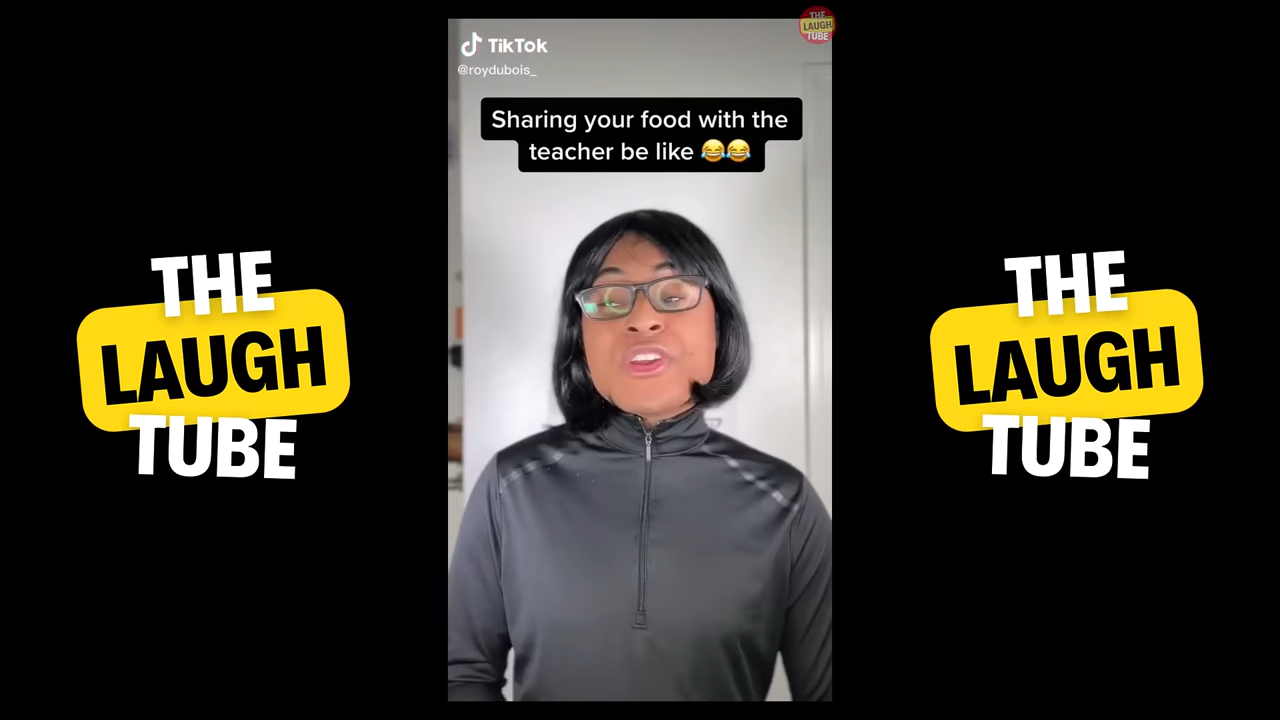 THE
LAUGH
TUBE
TikTok
@roydubois_
Sharing your food with the
teacher be like 😂😂
THE
LAUGH
TUBE
THE
LAUGH
TUBE